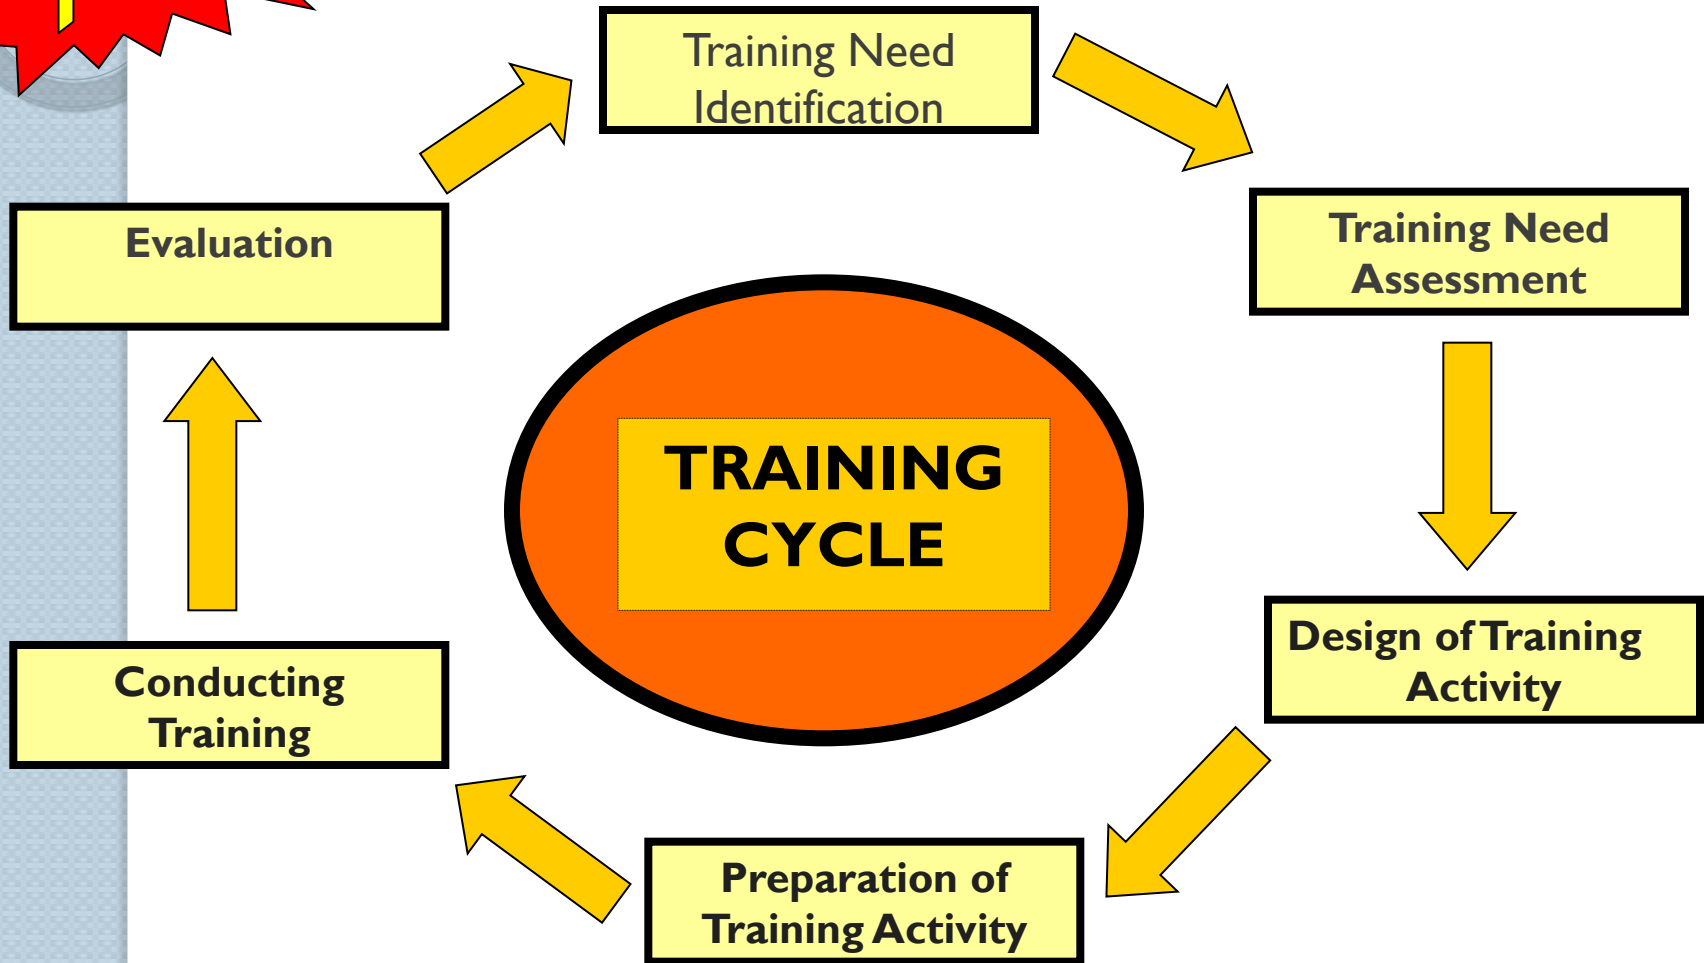 Training Need
Identification
Training Need
Assessment
Design of Training
Activity
Preparation of
Training Activity
Conducting
Training
Evaluation
TRAINING
CYCLE